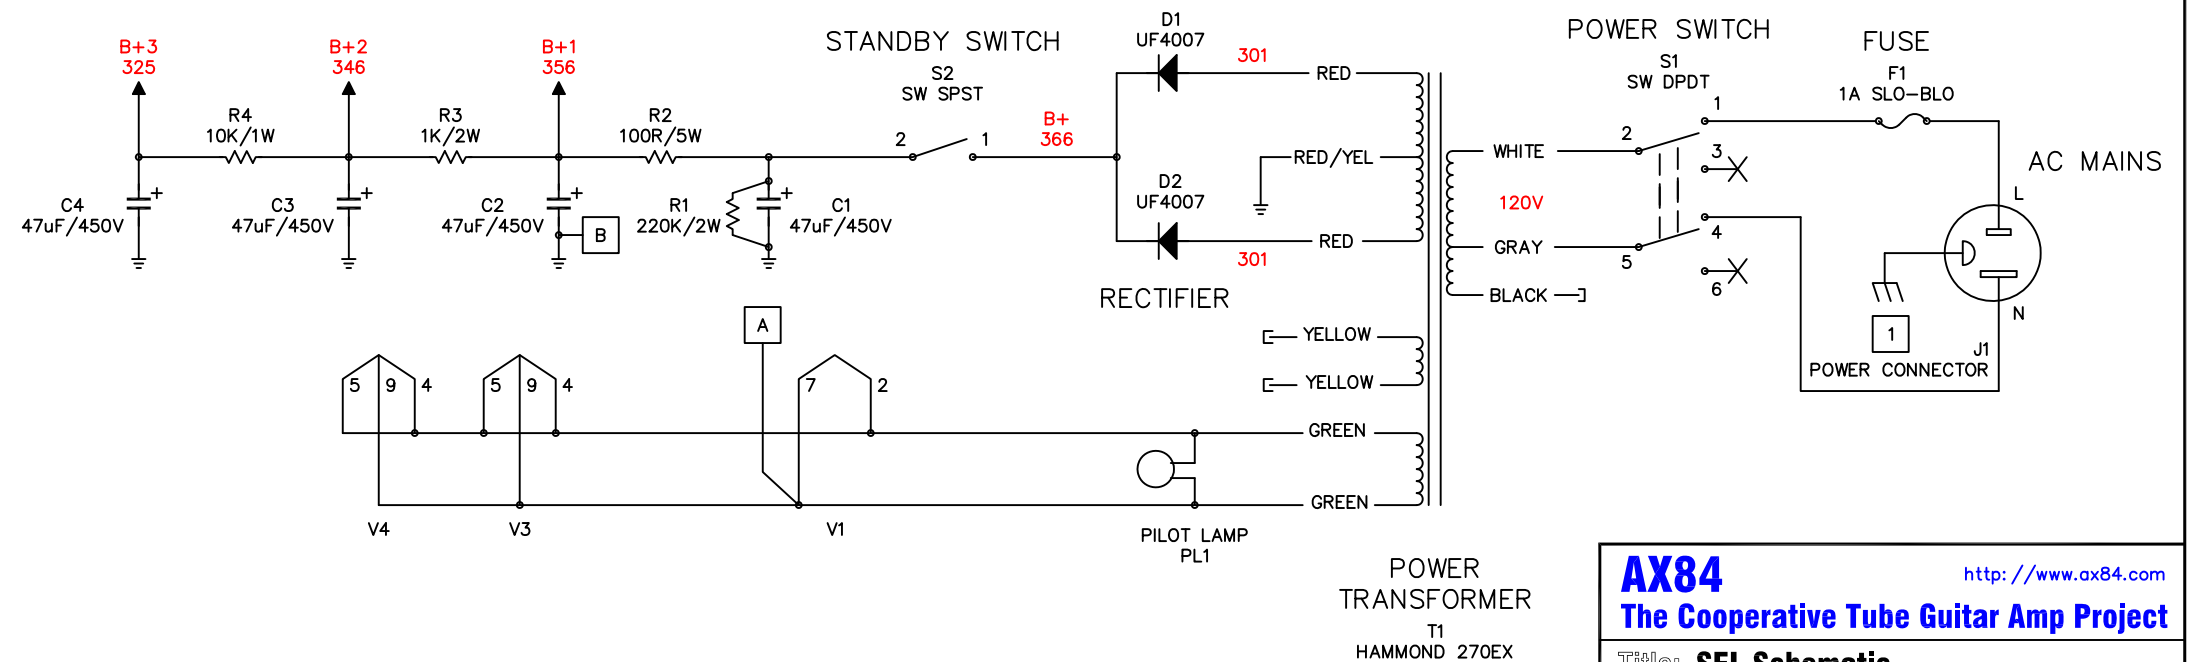 B+3
325
B+2
346
B+1
356
STANDBY SWITCH
S2
SW SPST
D1
UF4007
301
RED
POWER SWITCH
S1
SW DPDT
FUSE
F1
1A SLO-BLO
R4
10K/1W
R3
1K/2W
R2
100R/5W
2
1
B+
366
RED/YEL
WHITE
2
1
3
AC MAINS
L
C4
47uF/450V
+
C3
47uF/450V
+
C2
47uF/450V
+
B
R1
220K/2W
+
C1
47uF/450V
D2
UF4007
RED
301
120V
GRAY
5
4
6
BLACK
RECTIFIER
N
1
J1
POWER CONNECTOR
A
YELLOW
YELLOW
5
9
4
5
9
4
7
2
GREEN
GREEN
V4
V3
V1
PILOT LAMP
PL1
POWER
TRANSFORMER
T1
HAMMOND 270EX
AX84
http://www.ax84.com
The Cooperative Tube Guitar Amp Project
Title: SEL Schematic